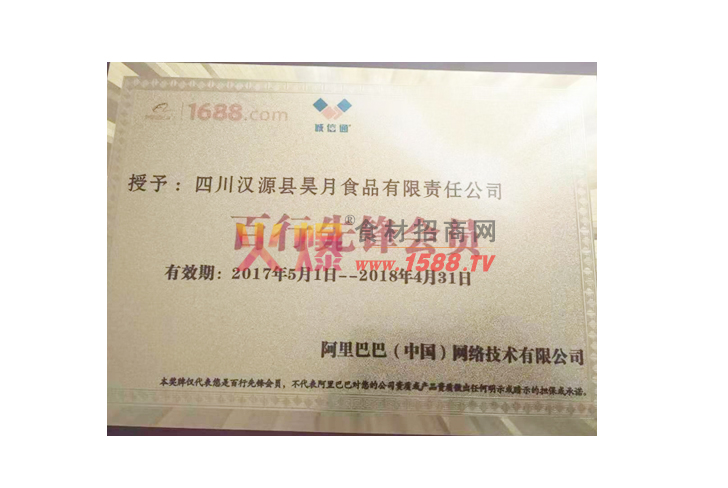 1688.com
诚信通
授予：四川汉源县昊月食品有限责任公司
百行先锋会员
火爆®食材招商网
www.1588.TV
有效期：2017年5月1日--2018年4月31日
阿里巴巴（中国）网络技术有限公司
本奖牌仅代表您是百行先锋会员，不代表阿里巴巴对您的公司资质或产品质量做出任何明示或暗示的担保或承诺。